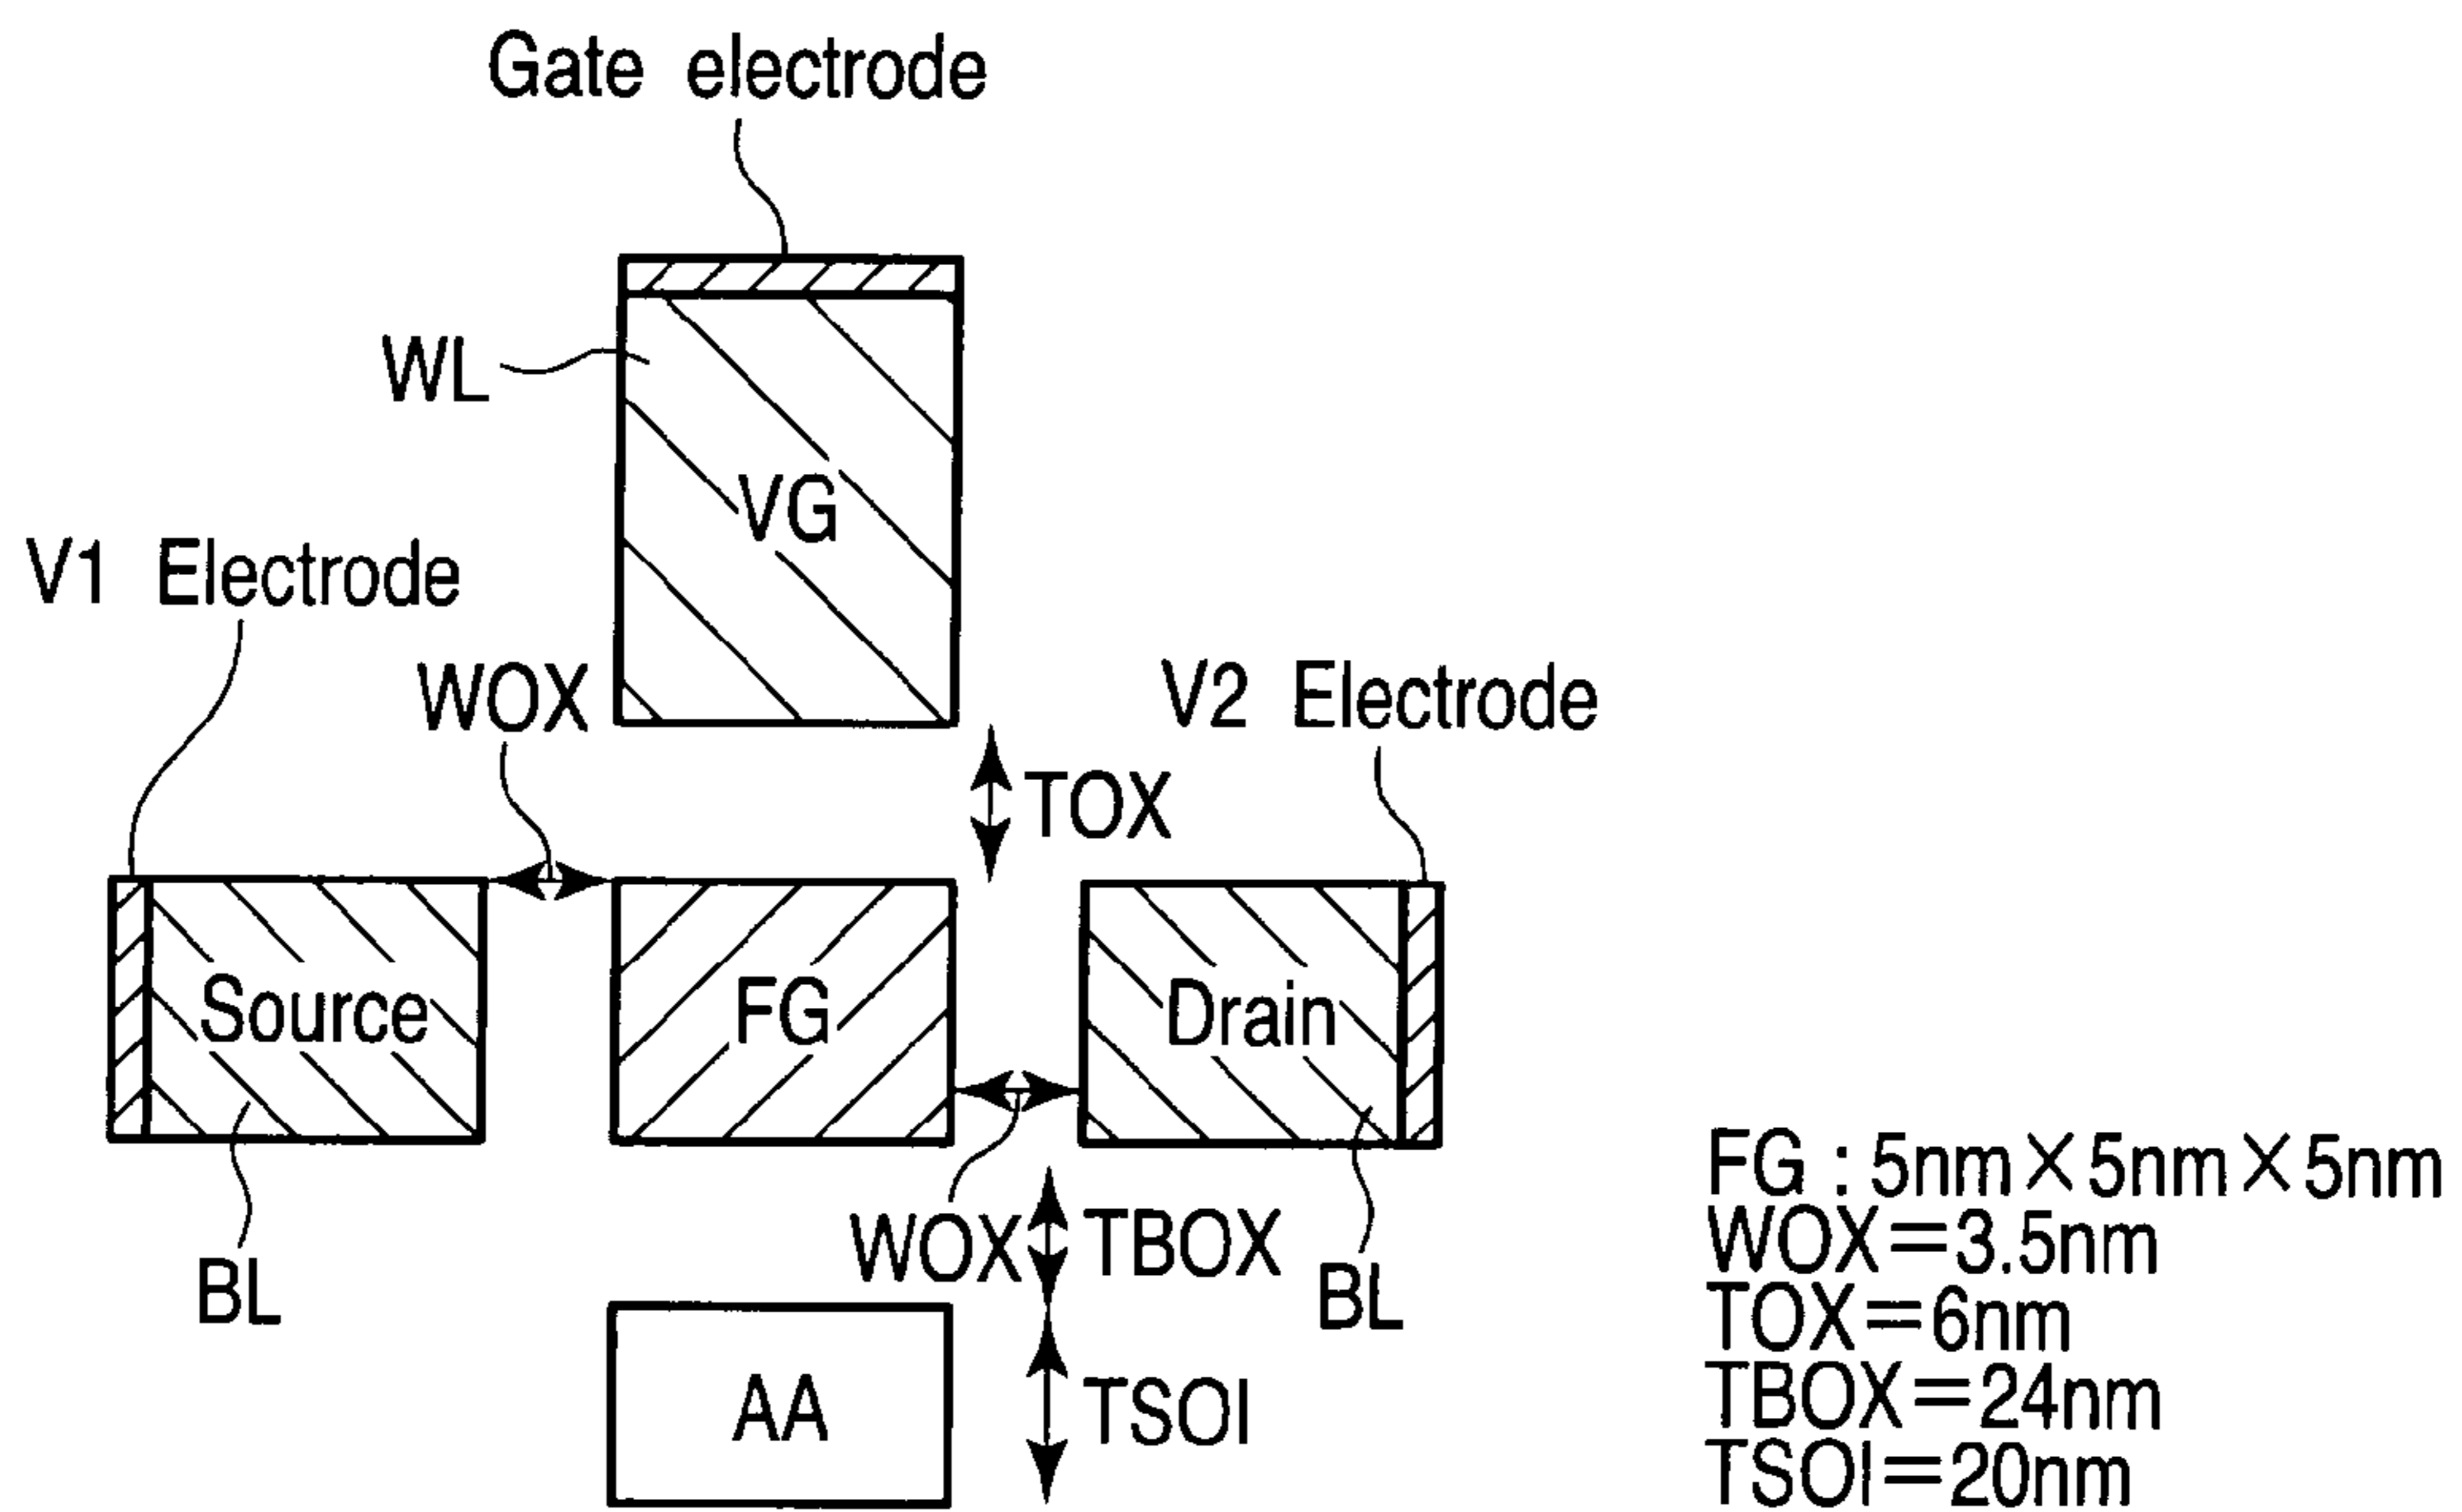 Gate electrode
WL
VG
V1 Electrode
WOX
V2 Electrode
TOX
Source
FG
Drain
WOX
TBOX
BL
BL
AA
TSOI
FG : 5nm×5nm×5nm
WOX=3.5nm
TOX=6nm
TBOX=24nm
TSOI=20nm